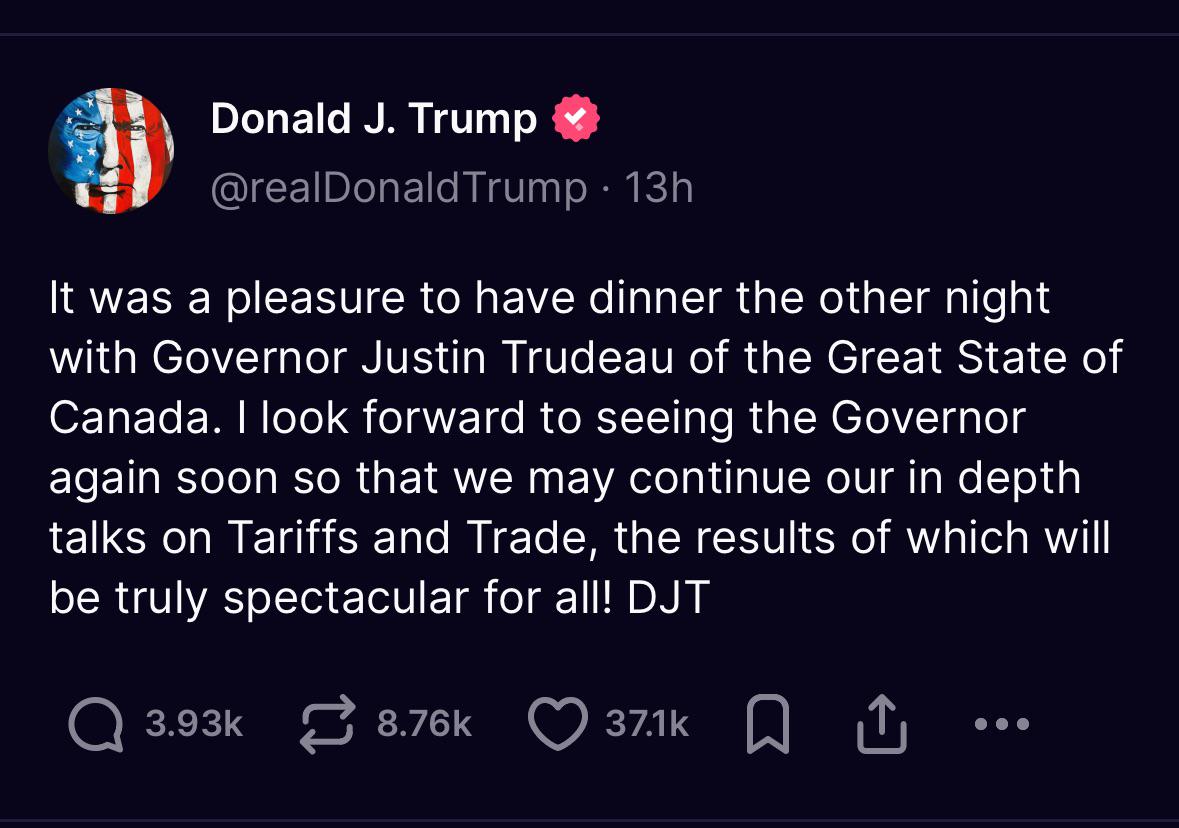 Donald J. Trump
@realDonaldTrump · 13h
It was a pleasure to have dinner the other night
with Governor Justin Trudeau of the Great State of
Canada. I look forward to seeing the Governor
again soon so that we may continue our in depth
talks on Tariffs and Trade, the results of which will
be truly spectacular for all! DJT
3.93k 8.76k 37.1k